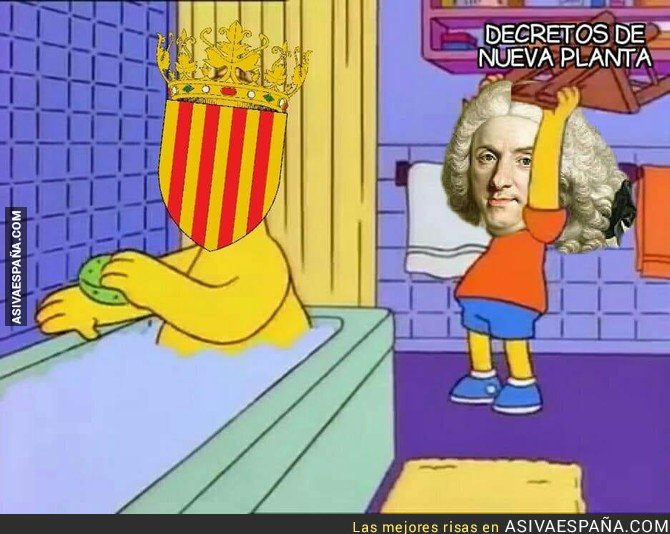 DECRETOS DE
NUEVA PLANTA
ASIVAESPAÑA.COM
Las mejores risas en ASIVAESPAÑA.COM